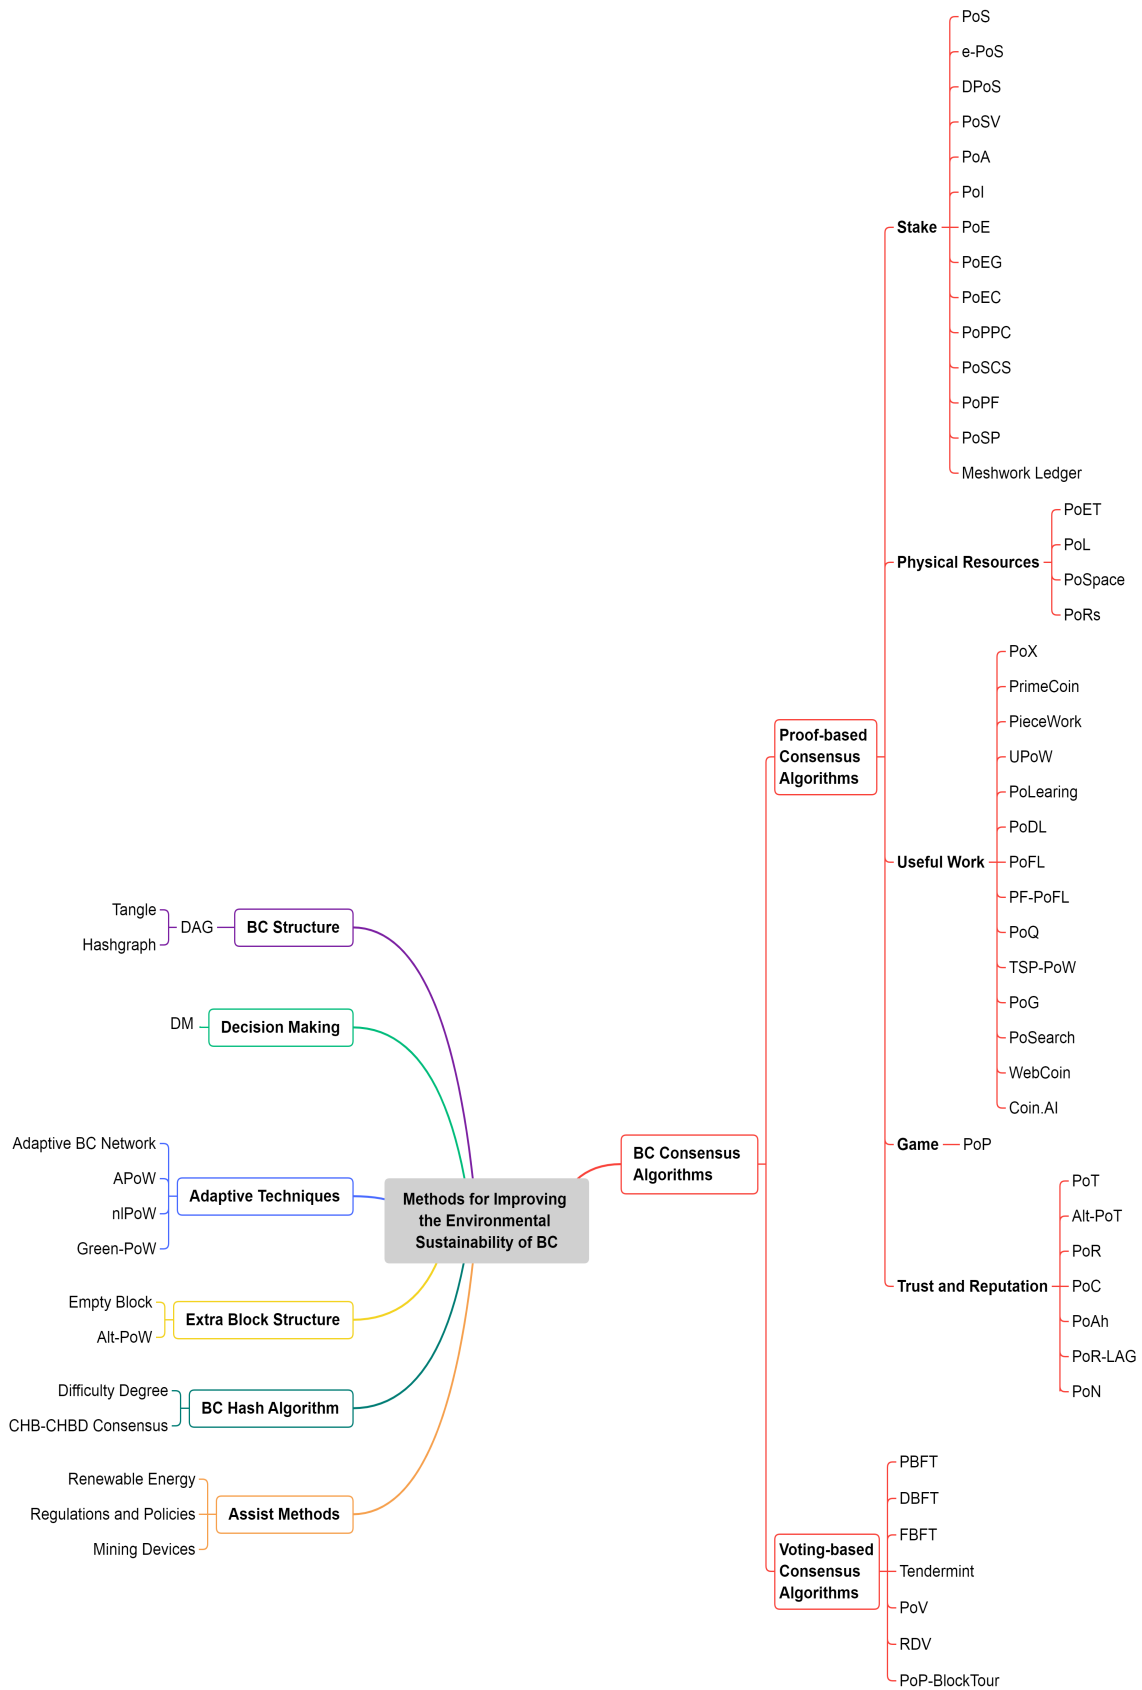 Methods for Improving
the Environmental
Sustainability of BC
BC Structure
DAG
Tangle
Hashgraph
Decision Making
DM
Adaptive Techniques
Adaptive BC Network
APoW
nlPoW
Green-PoW
Extra Block Structure
Empty Block
Alt-PoW
BC Hash Algorithm
Difficulty Degree
CHB-CHBD Consensus
Assist Methods
Renewable Energy
Regulations and Policies
Mining Devices
BC Consensus
Algorithms
Proof-based
Consensus
Algorithms
Stake
PoS
e-PoS
DPoS
PoSV
PoA
PoI
PoE
PoEG
PoEC
PoPPC
PoSCS
PoPF
PoSP
Meshwork Ledger
Physical Resources
PoET
PoL
PoSpace
PoRs
Useful Work
PoX
PrimeCoin
PieceWork
UPoW
PoLearing
PoDL
PoFL
PF-PoFL
PoQ
TSP-PoW
PoG
PoSearch
WebCoin
Coin.AI
Game
PoP
Trust and Reputation
PoT
Alt-PoT
PoR
PoC
PoAh
PoR-LAG
PoN
Voting-based
Consensus
Algorithms
PBFT
DBFT
FBFT
Tendermint
PoV
RDV
PoP-BlockTour